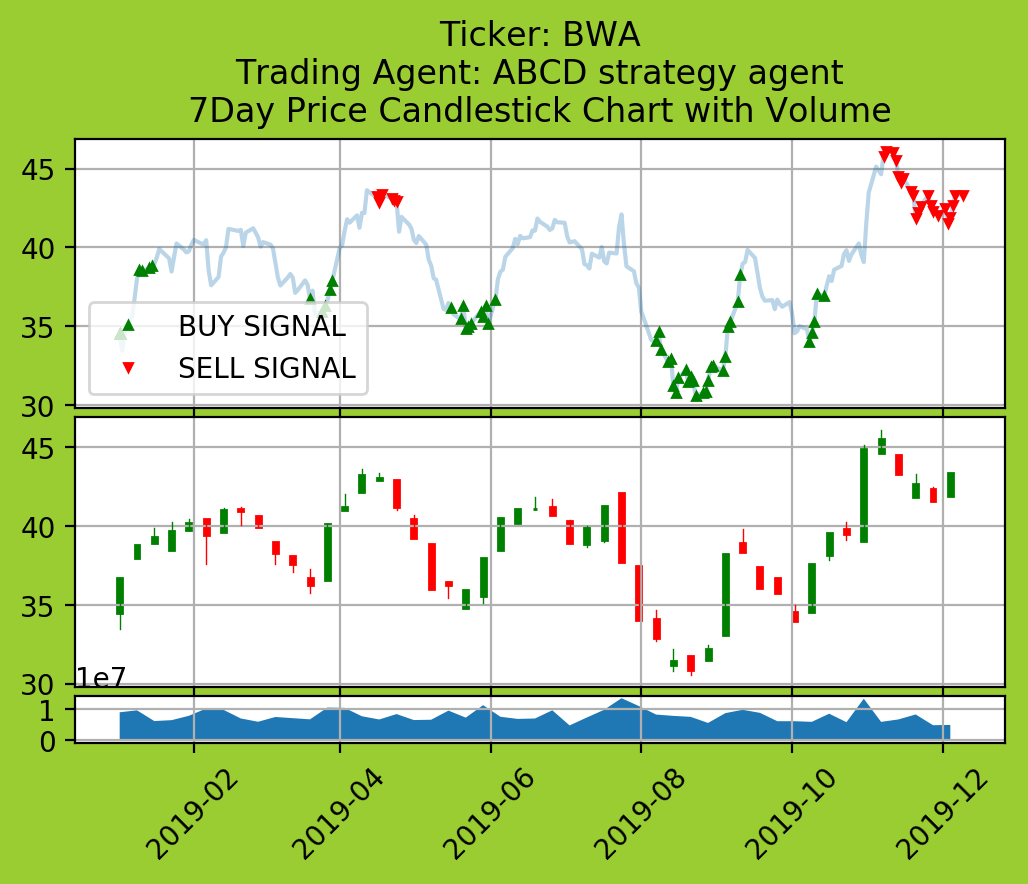 Ticker: BWA
Trading Agent: ABCD strategy agent
7Day Price Candlestick Chart with Volume
45
40
35
30
BUY SIGNAL
SELL SIGNAL
45
40
35
30
1e7
1
0
2019-02
2019-04
2019-06
2019-08
2019-10
2019-12